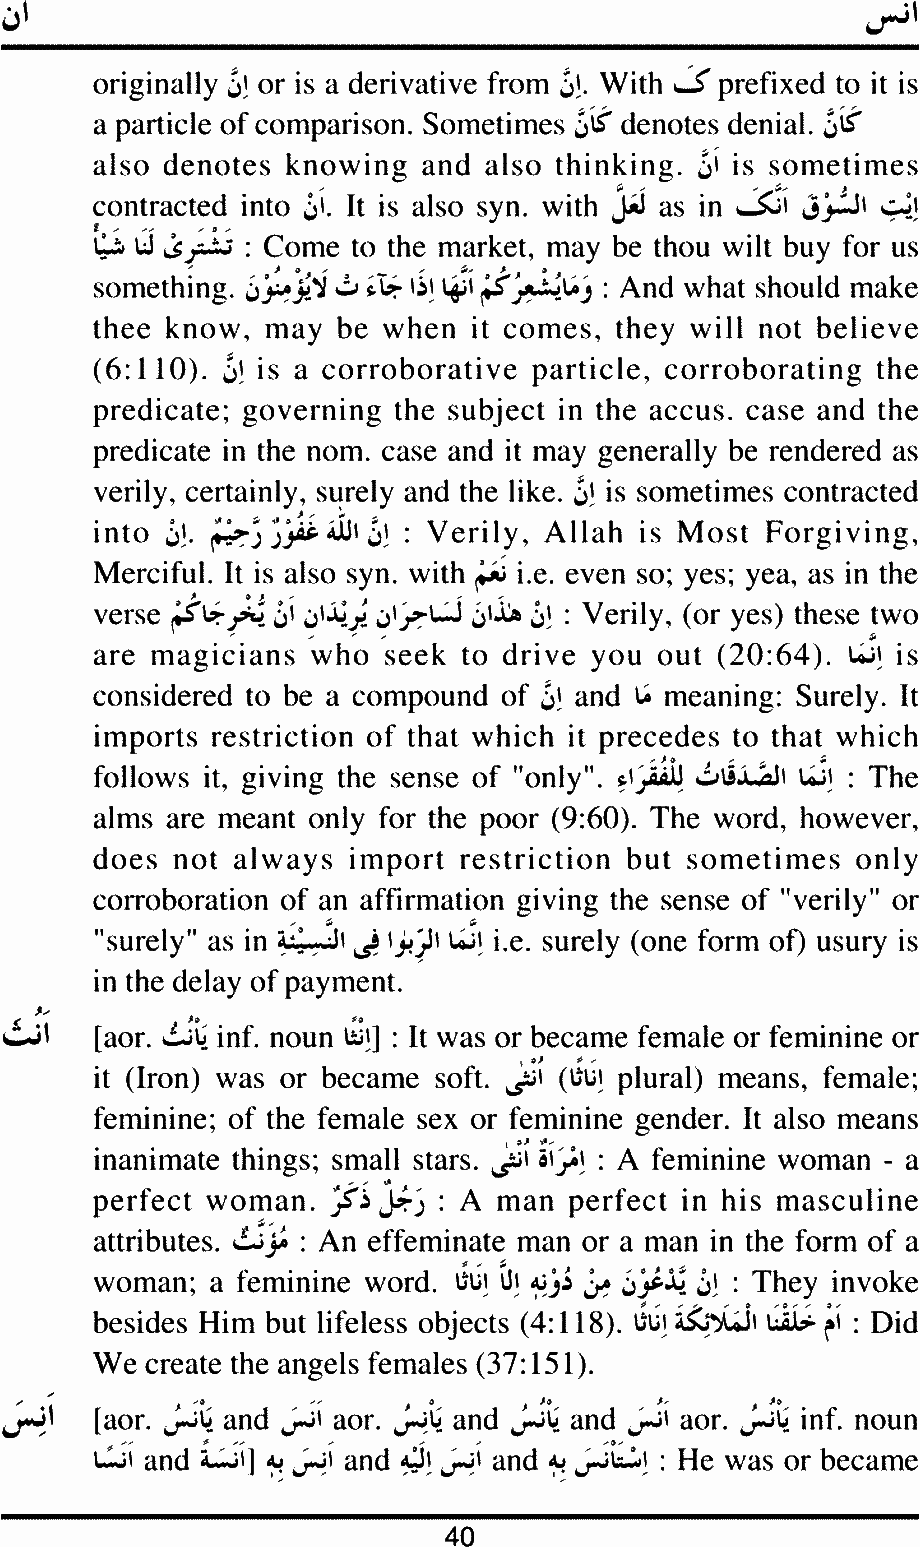 ان انس
originally اِنَّ or is a derivative from اِنَّ. With كَ prefixed to it is
a particle of comparison. Sometimes كَاَنَّ denotes denial. كَاَنَّ
also denotes knowing and also thinking. اَنَّ is sometimes
contracted into اَنْ. It is also syn. with لَعَلَّ as in اِئْتِ السُّوْقَ اَنَّكَ
تَشْتَرِىْ لَنَا شَيْأً : Come to the market, may be thou wilt buy for us
something. وَمَايُشْعِرُكُمْ اَنَّهَا اِذَا جَآءَ تْ لَايُؤْمِنُوْنَ : And what should make
thee know, may be when it comes, they will not believe
(6:110). اِنَّ is a corroborative particle, corroborating the
predicate; governing the subject in the accus. case and the
predicate in the nom. case and it may generally be rendered as
verily, certainly, surely and the like. اِنَّ is sometimes contracted
into اِنْ. اِنَّ اللّٰهَ غَفُوْرٌ رَّحِيْمٌ : Verily, Allah is Most Forgiving,
Merciful. It is also syn. with نَعَمْ i.e. even so; yes; yea, as in the
verse اِنْ هٰذَانِ لَسَاحِرَانِ يُرِيْدَانِ اَنْ يُّخْرِجَاكُمْ : Verily, (or yes) these two
are magicians who seek to drive you out (20:64). اِنَّمَا is
considered to be a compound of اِنَّ and مَا meaning: Surely. It
imports restriction of that which it precedes to that which
follows it, giving the sense of "only". اِنَّمَا الصَّدَقَاتُ لِلْفُقَرَاءِ : The
alms are meant only for the poor (9:60). The word, however,
does not always import restriction but sometimes only
corroboration of an affirmation giving the sense of "verily" or
"surely" as in اِنَّمَا الرِّبٰوا فِى النَّسِيْئَةِ i.e. surely (one form of) usury is
in the delay of payment.
اَنُثَ [aor. يَأْنُثُ inf. noun اِنْثًا] : It was or became female or feminine or
it (Iron) was or became soft. اُنْثٰى (اِنَاثًا plural) means, female;
feminine; of the female sex or feminine gender. It also means
inanimate things; small stars. اِمْرَاَةٌ اُنْثٰى : A feminine woman - a
perfect woman. رَجُلٌ ذَكَرٌ : A man perfect in his masculine
attributes. مُؤَنَّثٌ : An effeminate man or a man in the form of a
woman; a feminine word. اِنْ يَدْعُوْنَ مِنْ دُوْنِهٖ اِلَّا اِنَاثًا : They invoke
besides Him but lifeless objects (4:118). اَمْ خَلَقْنَا الْمَلَائِكَةَ اِنَاثًا : Did
We create the angels females (37:151).
اَنِسَ [aor. يَأْنَسُ and اَنَسَ aor. يَأْنِسُ and يَأْنُسُ and اَنُسَ aor. يَأْنُسُ inf. noun
اَنَسًا and اَنَسَةً] اَنِسَ بِهٖ and اَنِسَ اِلَيْهِ and اِسْتَأْنَسَ بِهٖ : He was or became
40